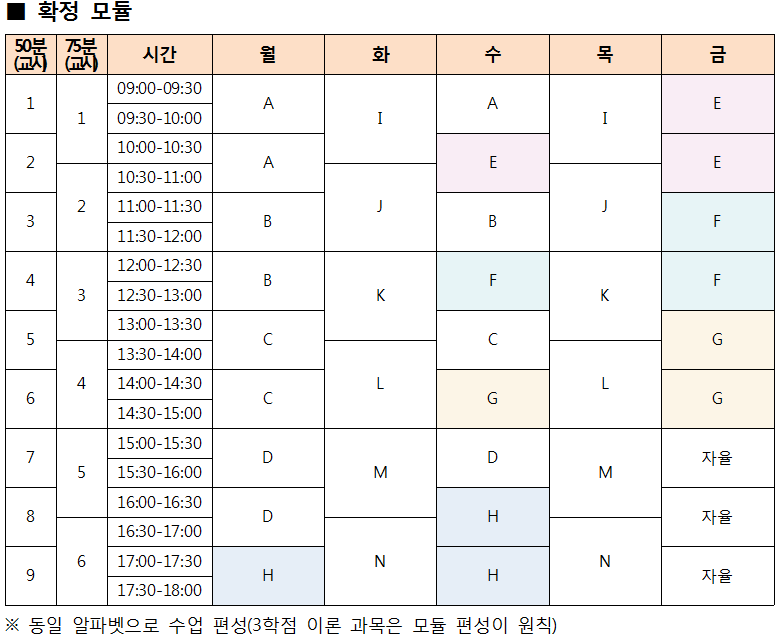 ■ 확정 모듈
50분 (교시) 75분 (교시) 시간 월 화 수 목 금
1 1 09:00-09:30 A I A I E
09:30-10:00
2 10:00-10:30 A E E
2 10:30-11:00 J J
3 11:00-11:30 B B F
11:30-12:00
4 3 12:00-12:30 B K F K F
12:30-13:00
5 13:00-13:30 C C G
4 13:30-14:00 L L
6 14:00-14:30 C G G
14:30-15:00
7 5 15:00-15:30 D M D M 자율
15:30-16:00
8 16:00-16:30 D H 자율
6 16:30-17:00 N N
9 17:00-17:30 H H 자율
17:30-18:00
※ 동일 알파벳으로 수업 편성(3학점 이론 과목은 모듈 편성이 원칙)